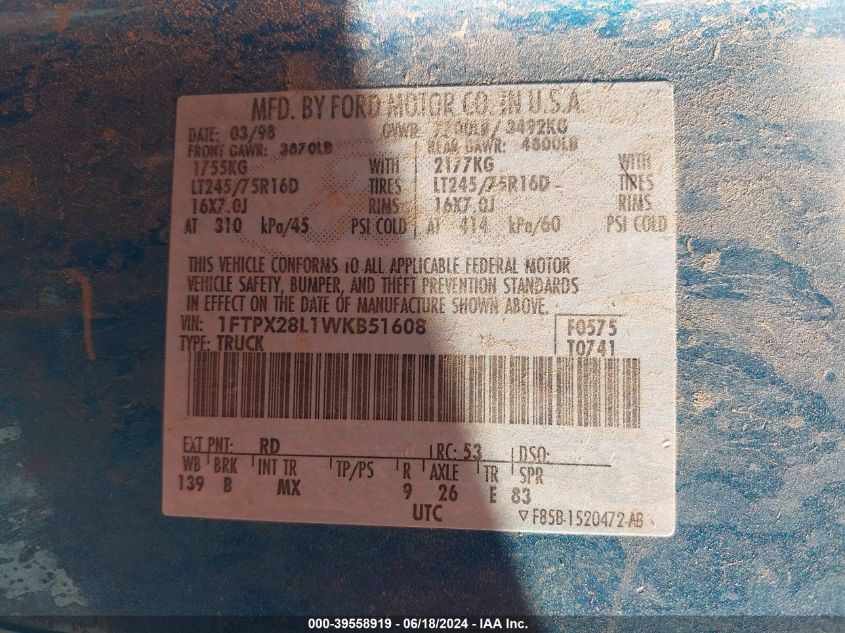 MFD. BY FORD MOTOR CO. IN U.S.A.
DATE: 03/98 GVWR: 7700LB/ 3492KG
FRONT GAWR: 3870LB REAR GAWR: 4800LB
1755KG WITH 2177KG WITH
LT245/75R16D TIRES LT245/75R16D TIRES
16X7.0J RIMS 16X7.0J RIMS
AT 310 kPa/45 PSI COLD AT 414 kPa/60 PSI COLD
THIS VEHICLE CONFORMS TO ALL APPLICABLE FEDERAL MOTOR
VEHICLE SAFETY, BUMPER, AND THEFT PREVENTION STANDARDS
IN EFFECT ON THE DATE OF MANUFACTURE SHOWN ABOVE.
VIN: 1FTPX28L1WKB51608 F0575
TYPE: TRUCK T0741
EXT PNT: RD RC: 53 DSO:
WB BRK INT TR TP/PS R AXLE TR SPR
139 B MX 9 26 E 83
UTC ▽ F85B-1520472-AB
000-39558919 - 06/18/2024 - IAA Inc.